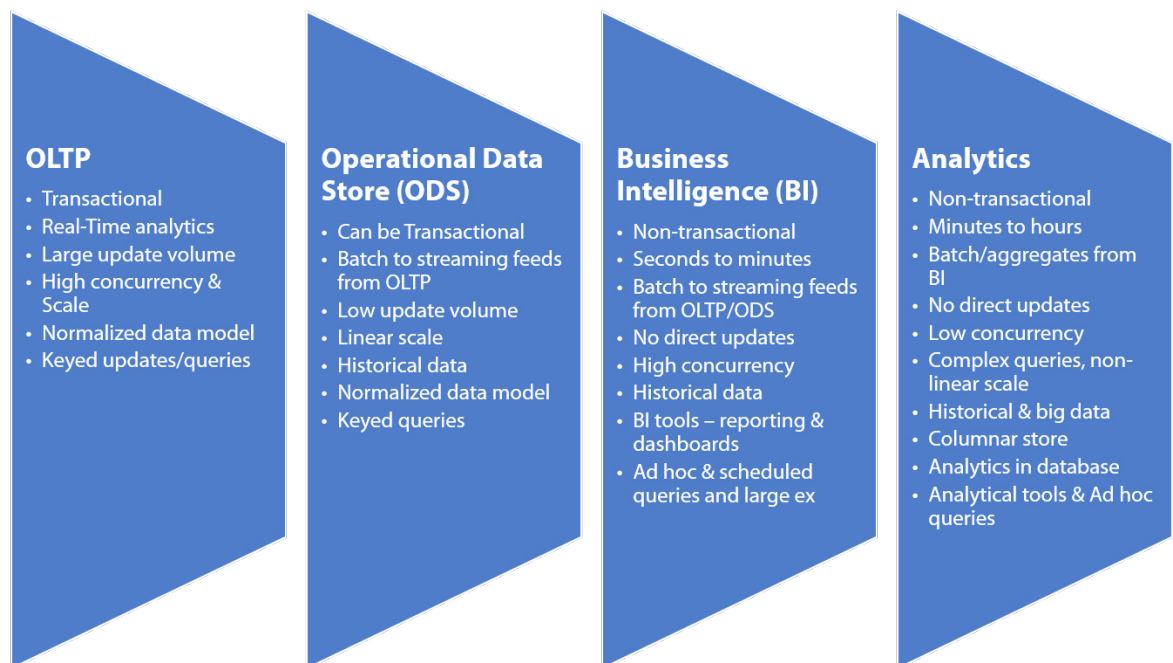 OLTP
• Transactional
• Real-Time analytics
• Large update volume
• High concurrency &
Scale
• Normalized data model
• Keyed updates/queries
Operational Data
Store (ODS)
• Can be Transactional
• Batch to streaming feeds
from OLTP
• Low update volume
• Linear scale
• Historical data
• Normalized data model
• Keyed queries
Business
Intelligence (BI)
• Non-transactional
• Seconds to minutes
• Batch to streaming feeds
from OLTP/ODS
• No direct updates
• High concurrency
• Historical data
• BI tools – reporting &
dashboards
• Ad hoc & scheduled
queries and large ex
Analytics
• Non-transactional
• Minutes to hours
• Batch/aggregates from
BI
• No direct updates
• Low concurrency
• Complex queries, non-
linear scale
• Historical & big data
• Columnar store
• Analytics in database
• Analytical tools & Ad hoc
queries